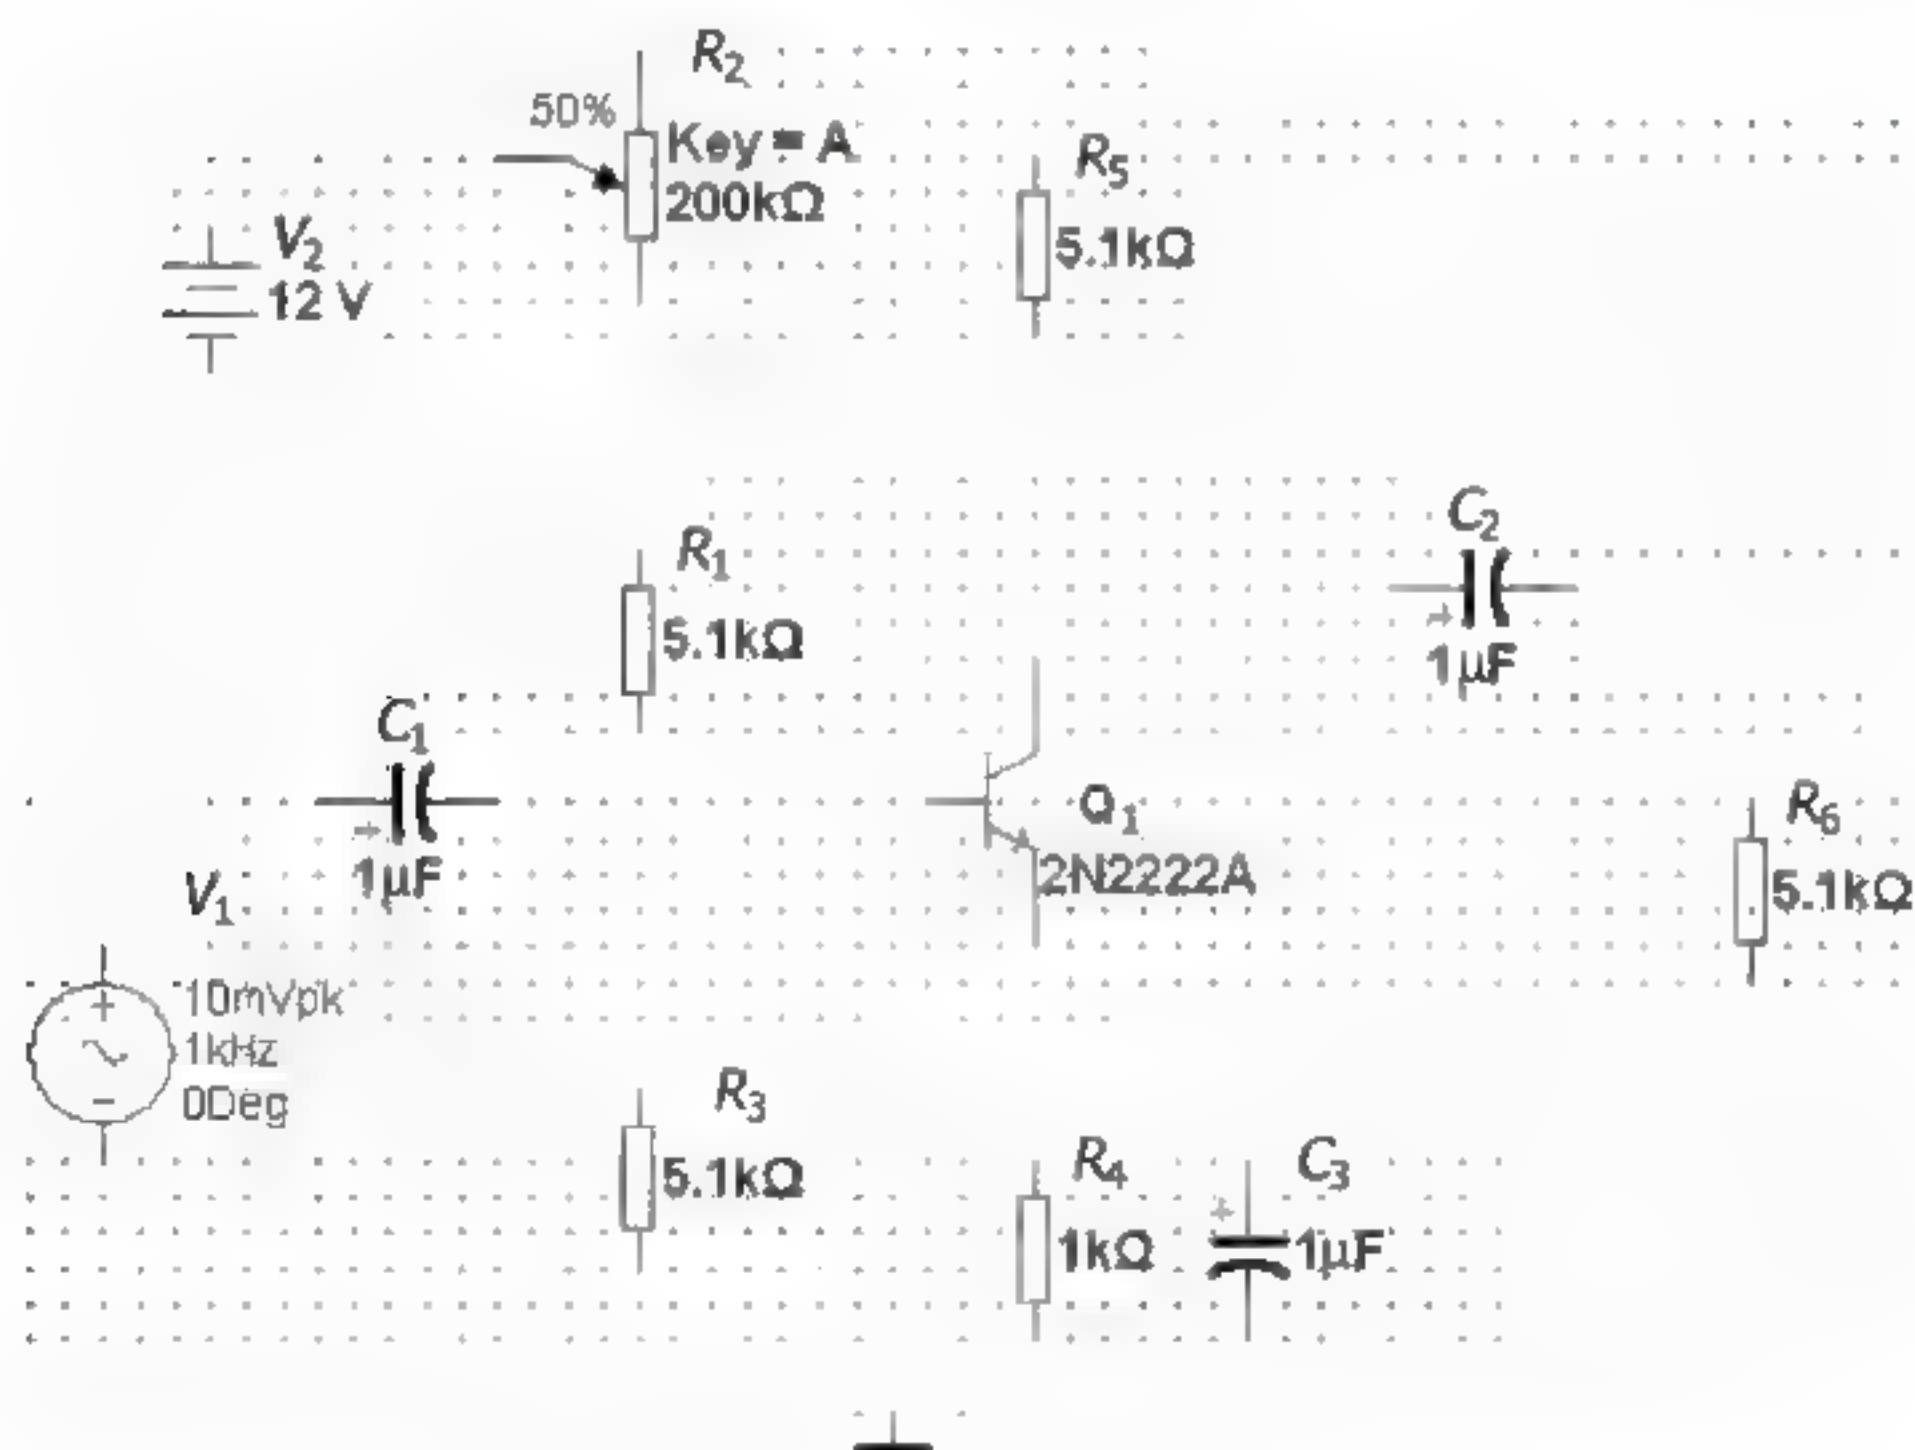 R2
50%
Key = A
200kΩ
R5
5.1kΩ
V2
12 V
R1
5.1kΩ
C2
1µF
C1
1µF
Q1
2N2222A
R6
5.1kΩ
V1
10mVpk
1kHz
0Deg
R3
5.1kΩ
R4
1kΩ
C3
1µF